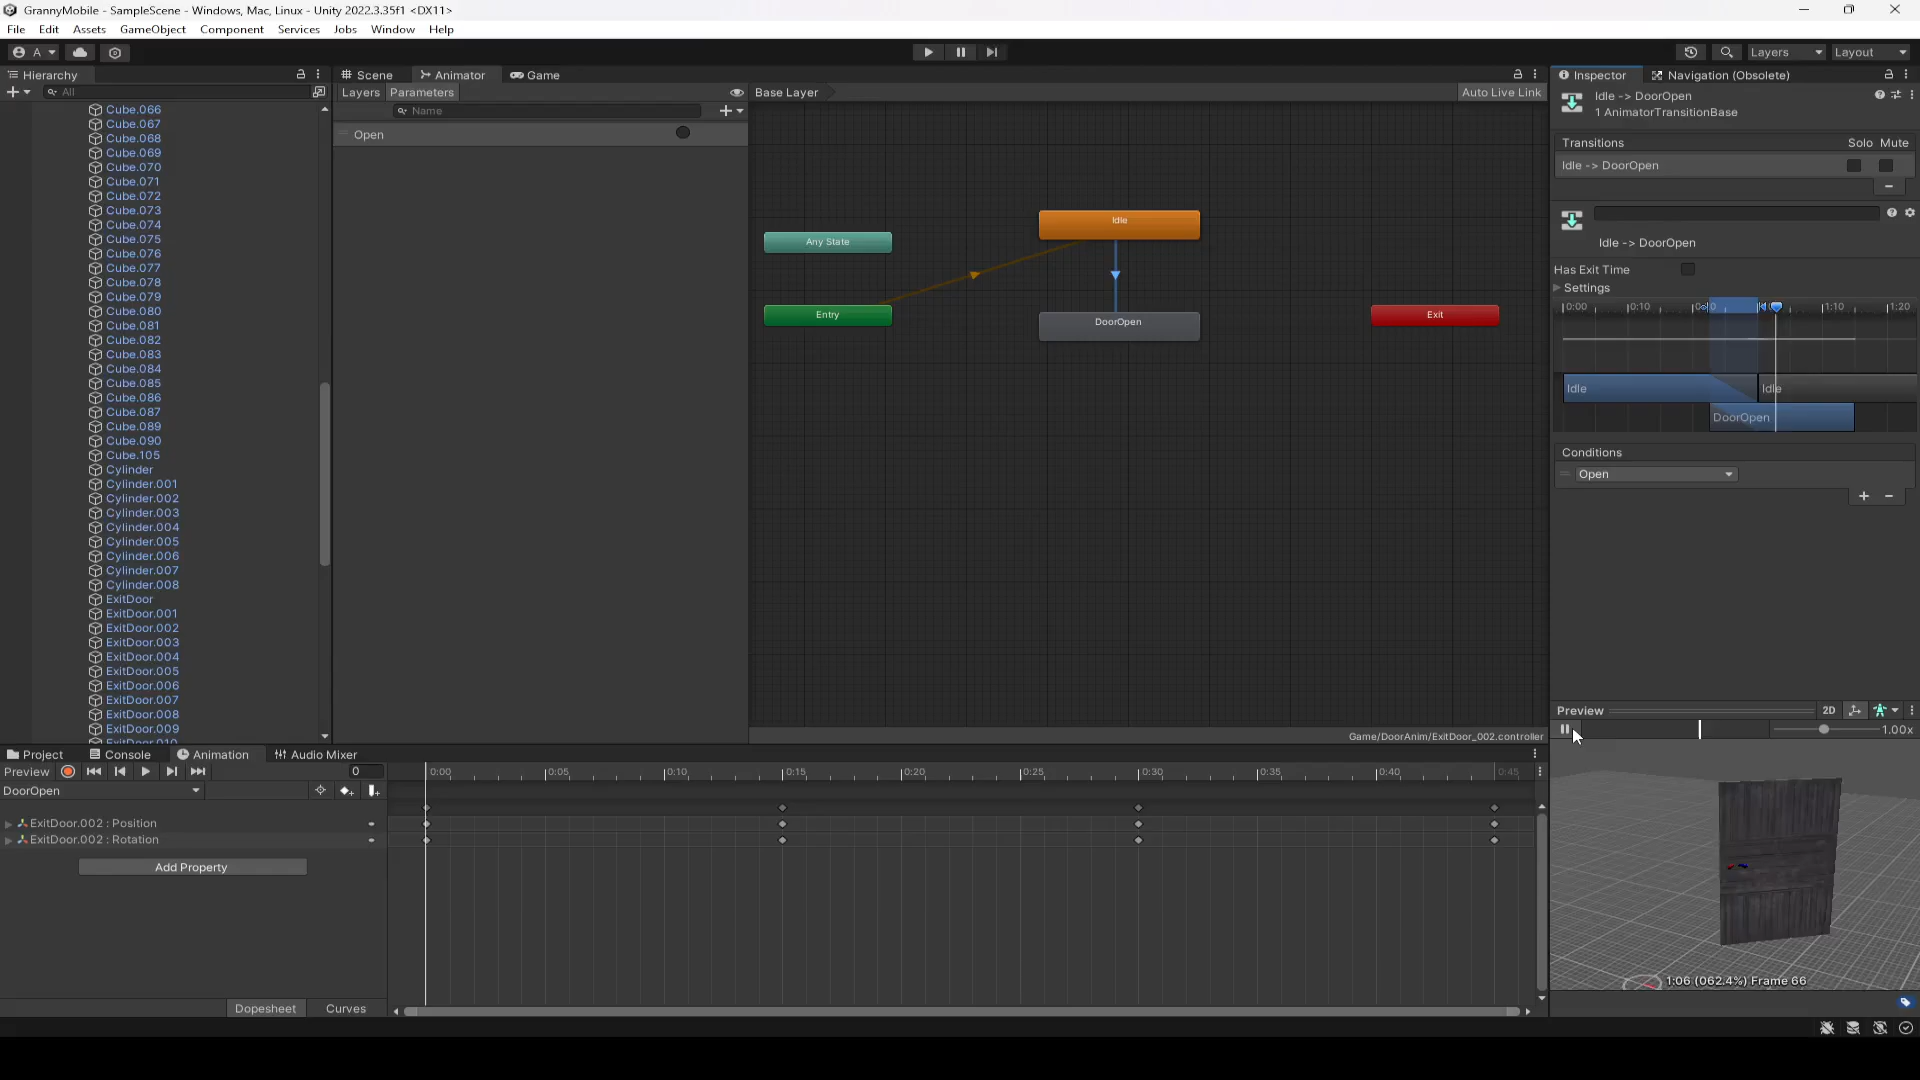 GrannyMobile - SampleScene - Windows, Mac, Linux - Unity 2022.3.35f1 <DX11>
File Edit Assets GameObject Component Services Jobs Window Help
A Layers Layout
Hierarchy
All
Cube.066
Cube.067
Cube.068
Cube.069
Cube.070
Cube.071
Cube.072
Cube.073
Cube.074
Cube.075
Cube.076
Cube.077
Cube.078
Cube.079
Cube.080
Cube.081
Cube.082
Cube.083
Cube.084
Cube.085
Cube.086
Cube.087
Cube.089
Cube.090
Cube.105
Cylinder
Cylinder.001
Cylinder.002
Cylinder.003
Cylinder.004
Cylinder.005
Cylinder.006
Cylinder.007
Cylinder.008
ExitDoor
ExitDoor.001
ExitDoor.002
ExitDoor.003
ExitDoor.004
ExitDoor.005
ExitDoor.006
ExitDoor.007
ExitDoor.008
ExitDoor.009
ExitDoor.010
Scene Animator Game
Layers Parameters
Name
Open
Base Layer Auto Live Link
Idle
Any State
Entry
DoorOpen
Exit
Game/DoorAnim/ExitDoor_002.controller
Inspector Navigation (Obsolete)
Idle -> DoorOpen
1 AnimatorTransitionBase
Transitions Solo Mute
Idle -> DoorOpen
Idle -> DoorOpen
Has Exit Time
Settings
0:00 0:10 1:10 1:20
Idle Idle
DoorOpen
Conditions
Open
Preview 2D
1.00x
1:06 (062.4%) Frame 66
Project Console Animation Audio Mixer
Preview 0
0:00 0:05 0:10 0:15 0:20 0:25 0:30 0:35 0:40 0:45
DoorOpen
ExitDoor.002 : Position
ExitDoor.002 : Rotation
Add Property
Dopesheet Curves